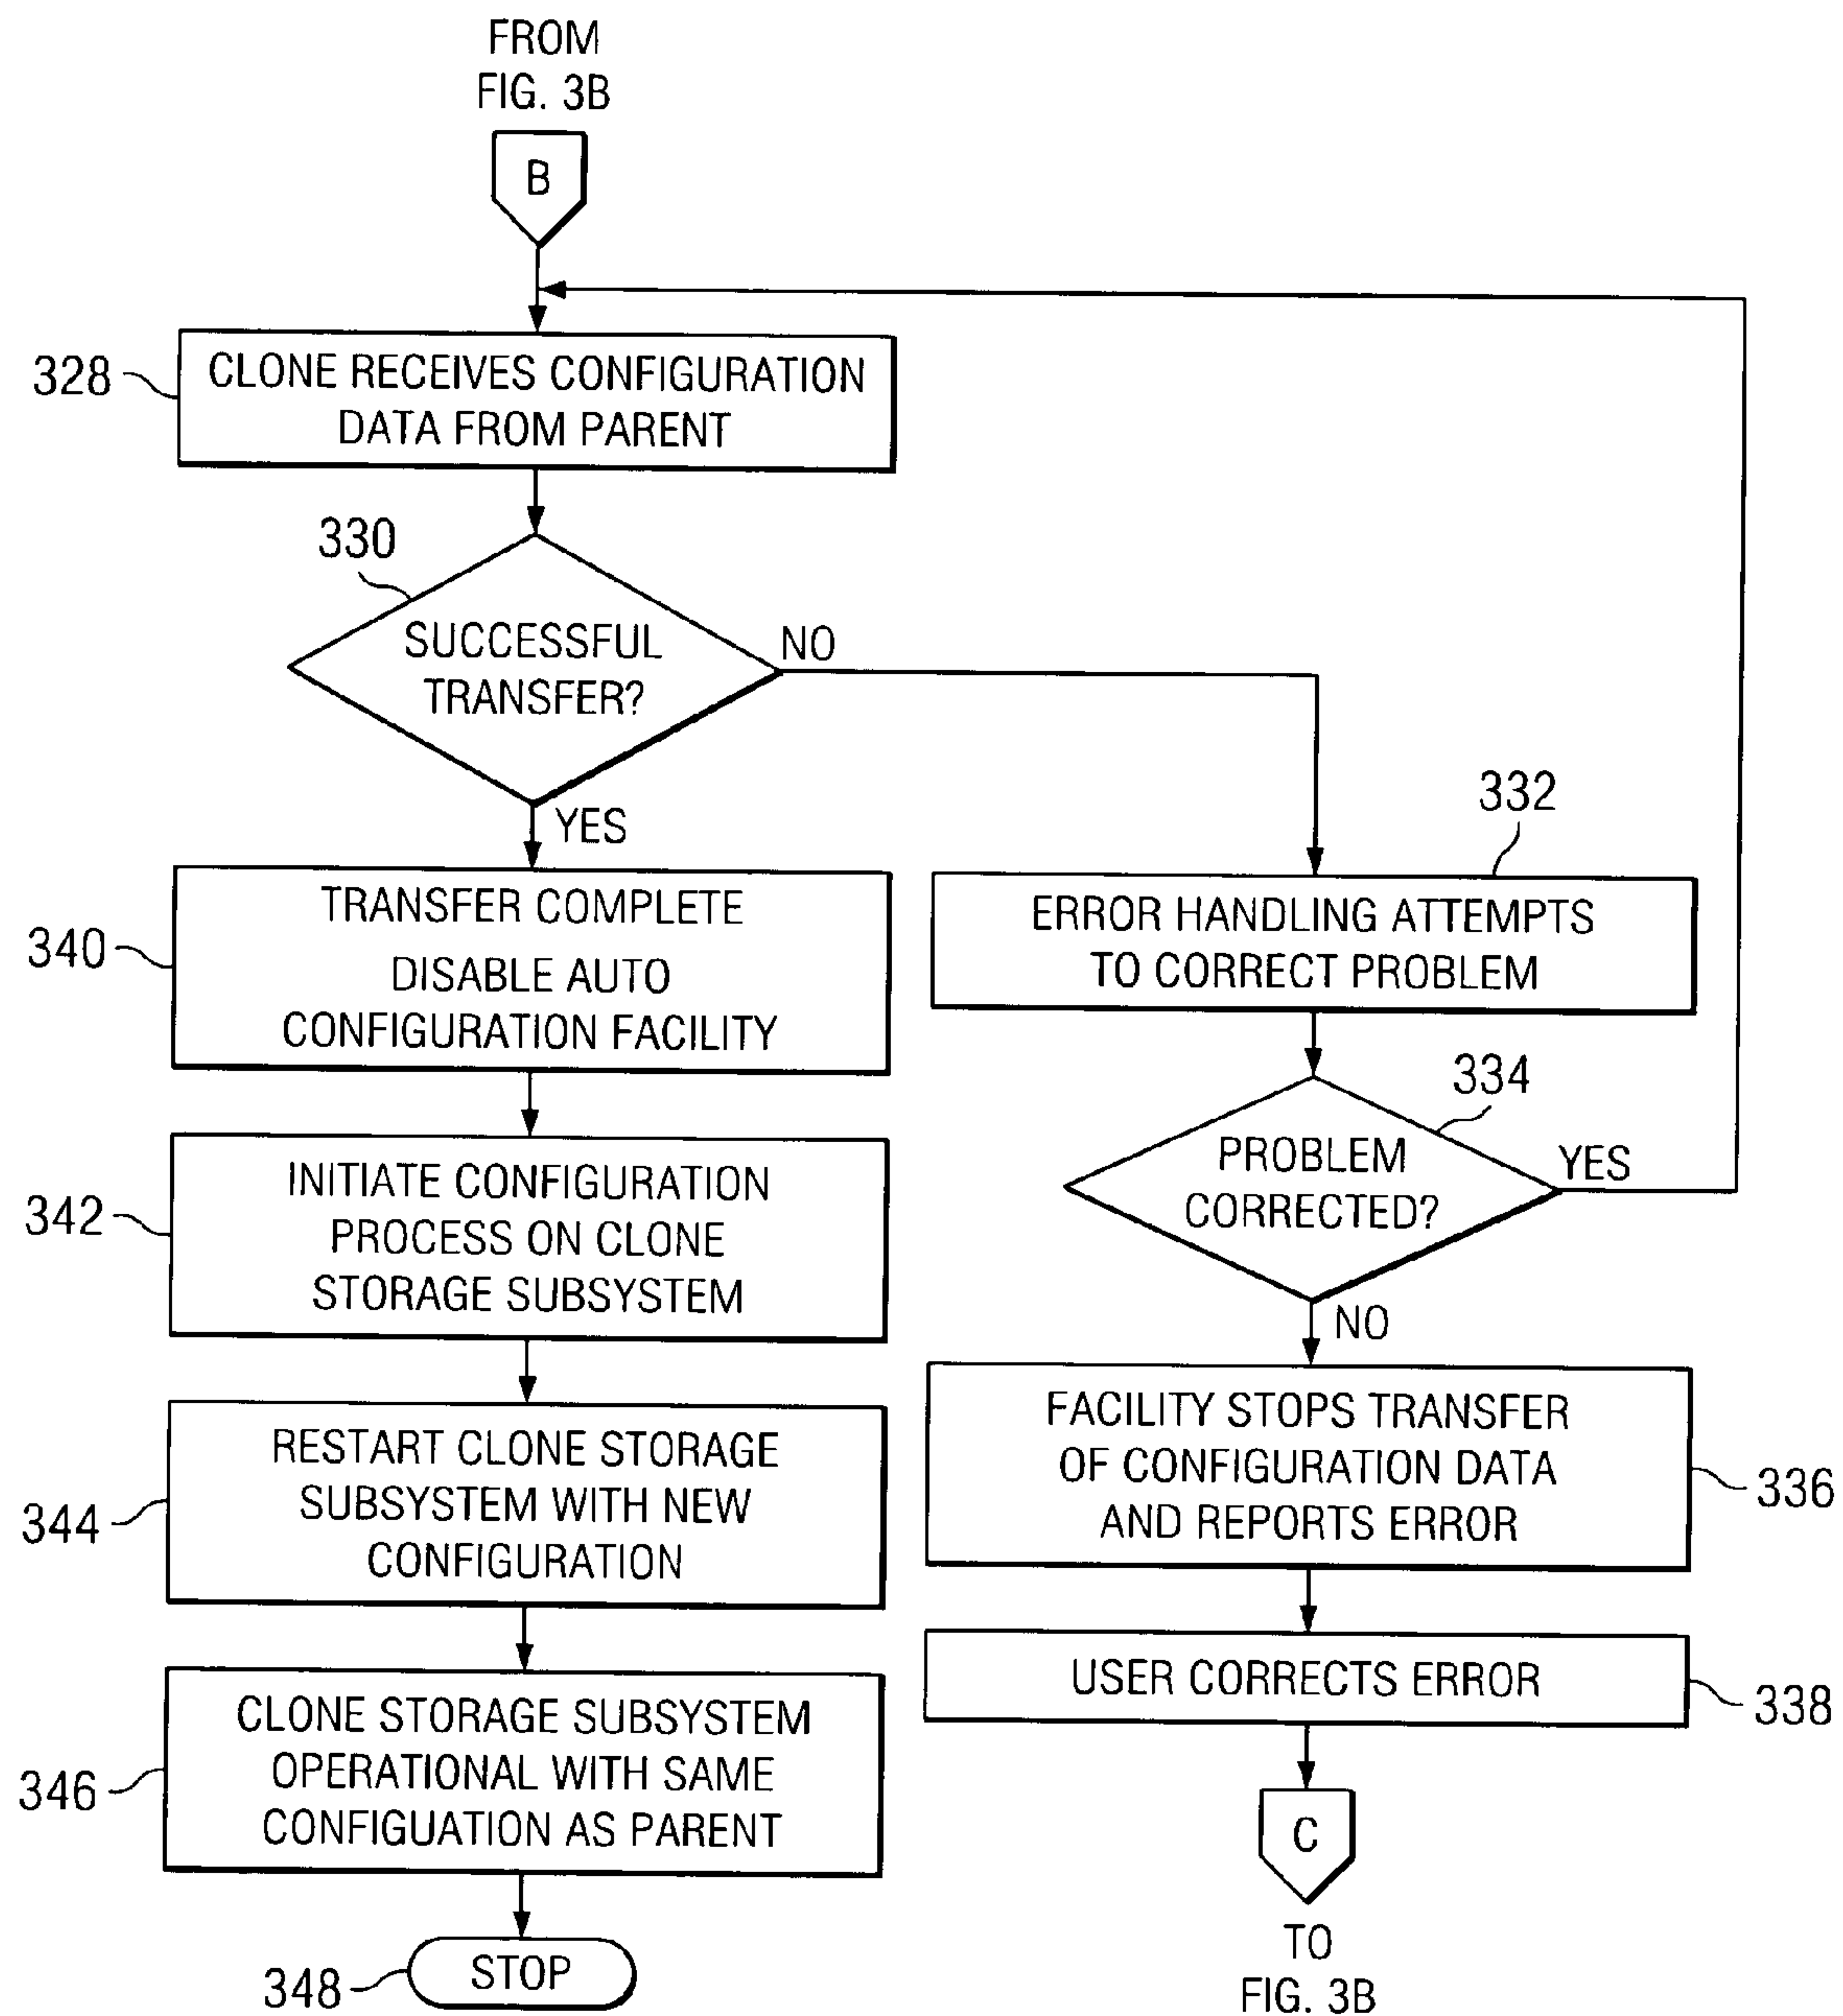 FROM
FIG. 3B
B
328
CLONE RECEIVES CONFIGURATION
DATA FROM PARENT
330
SUCCESSFUL
TRANSFER?
NO
YES
332
ERROR HANDLING ATTEMPTS
TO CORRECT PROBLEM
334
PROBLEM
CORRECTED?
YES
NO
336
FACILITY STOPS TRANSFER
OF CONFIGURATION DATA
AND REPORTS ERROR
338
USER CORRECTS ERROR
C
TO
FIG. 3B
340
TRANSFER COMPLETE
DISABLE AUTO
CONFIGURATION FACILITY
342
INITIATE CONFIGURATION
PROCESS ON CLONE
STORAGE SUBSYSTEM
344
RESTART CLONE STORAGE
SUBSYSTEM WITH NEW
CONFIGURATION
346
CLONE STORAGE SUBSYSTEM
OPERATIONAL WITH SAME
CONFIGUATION AS PARENT
348
STOP